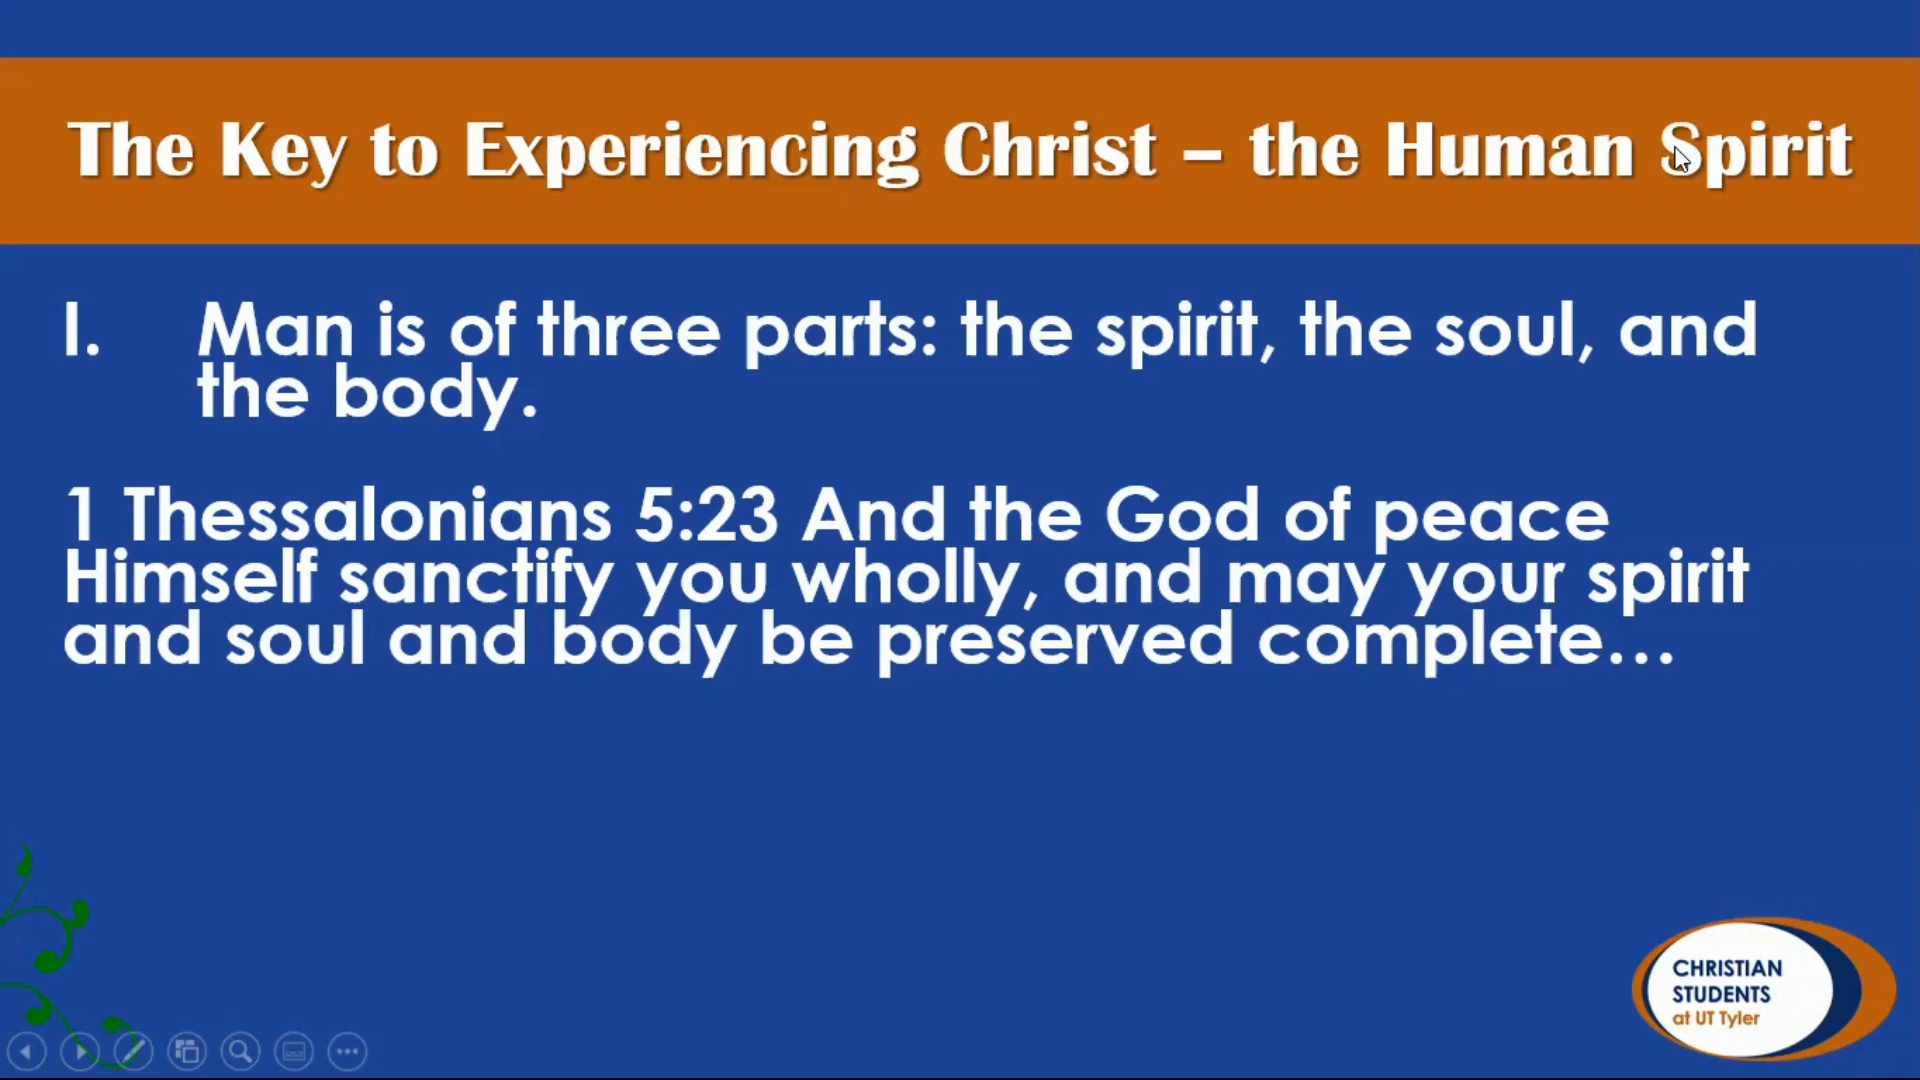 The Key to Experiencing Christ – the Human Spirit
I. Man is of three parts: the spirit, the soul, and
the body.
1 Thessalonians 5:23 And the God of peace
Himself sanctify you wholly, and may your spirit
and soul and body be preserved complete…
CHRISTIAN
STUDENTS
at UT Tyler